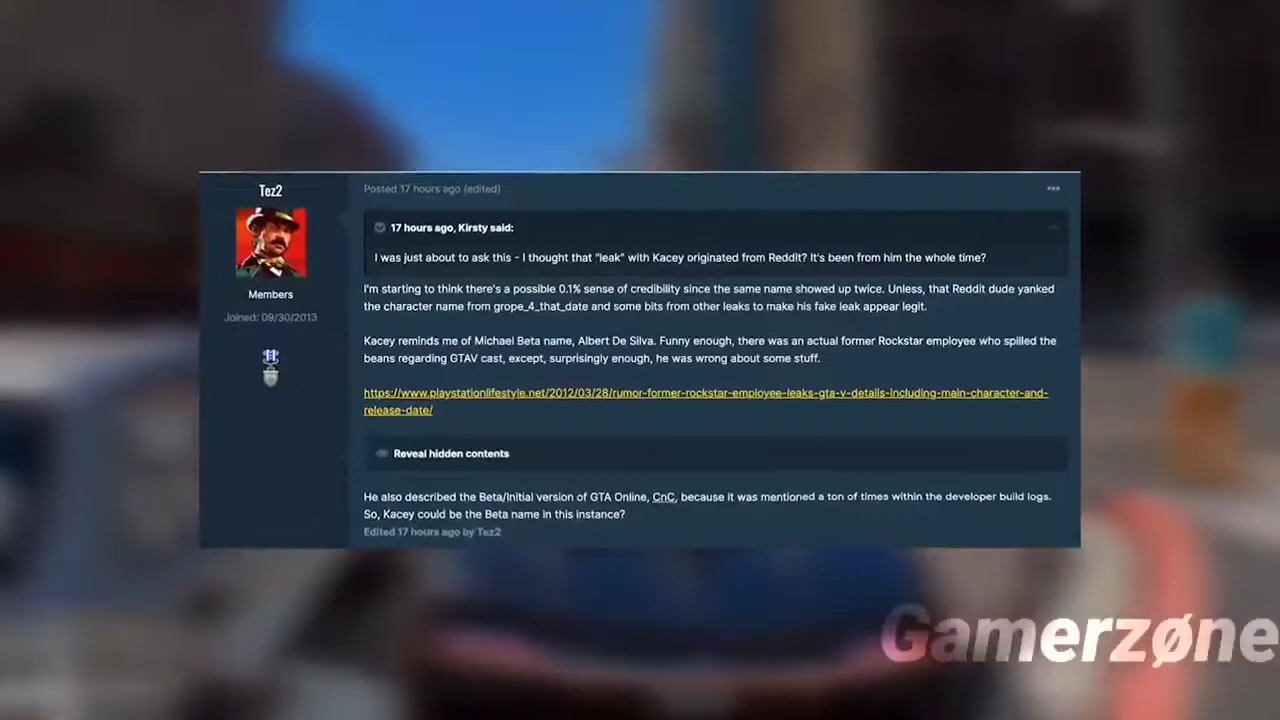 Tez2
Posted 17 hours ago (edited)
17 hours ago, Kirsty said:
I was just about to ask this - I thought that "leak" with Kacey originated from Reddit? It's been from him the whole time?
Members
Joined: 09/30/2013
I'm starting to think there's a possible 0.1% sense of credibility since the same name showed up twice. Unless, that Reddit dude yanked
the character name from grope_4_that_date and some bits from other leaks to make his fake leak appear legit.
Kacey reminds me of Michael Beta name, Albert De Silva. Funny enough, there was an actual former Rockstar employee who spilled the
beans regarding GTAV cast, except, surprisingly enough, he was wrong about some stuff.
https://www.playstationlifestyle.net/2012/03/28/rumor-former-rockstar-employee-leaks-gta-v-details-including-main-character-and-
release-date/
Reveal hidden contents
He also described the Beta/Initial version of GTA Online, CnC, because it was mentioned a ton of times within the developer build logs.
So, Kacey could be the Beta name in this instance?
Edited 17 hours ago by Tez2
Gamerzøne